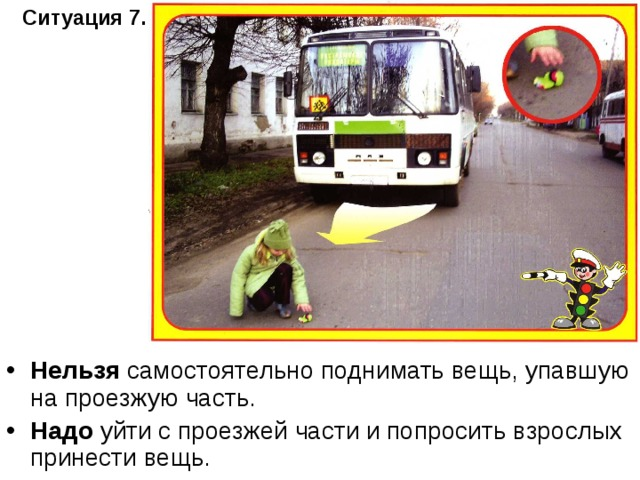 Ситуация 7.
• Нельзя самостоятельно поднимать вещь, упавшую
на проезжую часть.
• Надо уйти с проезжей части и попросить взрослых
принести вещь.